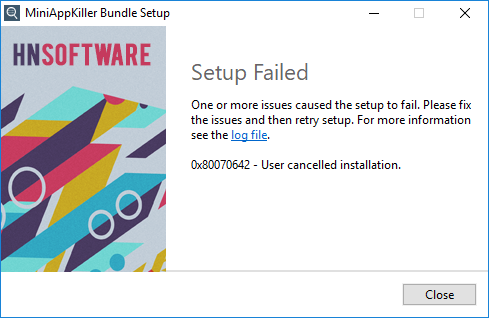 MiniAppKiller Bundle Setup
HNSOFTWARE
Setup Failed
One or more issues caused the setup to fail. Please fix
the issues and then retry setup. For more information
see the log file.
0x80070642 - User cancelled installation.
Close